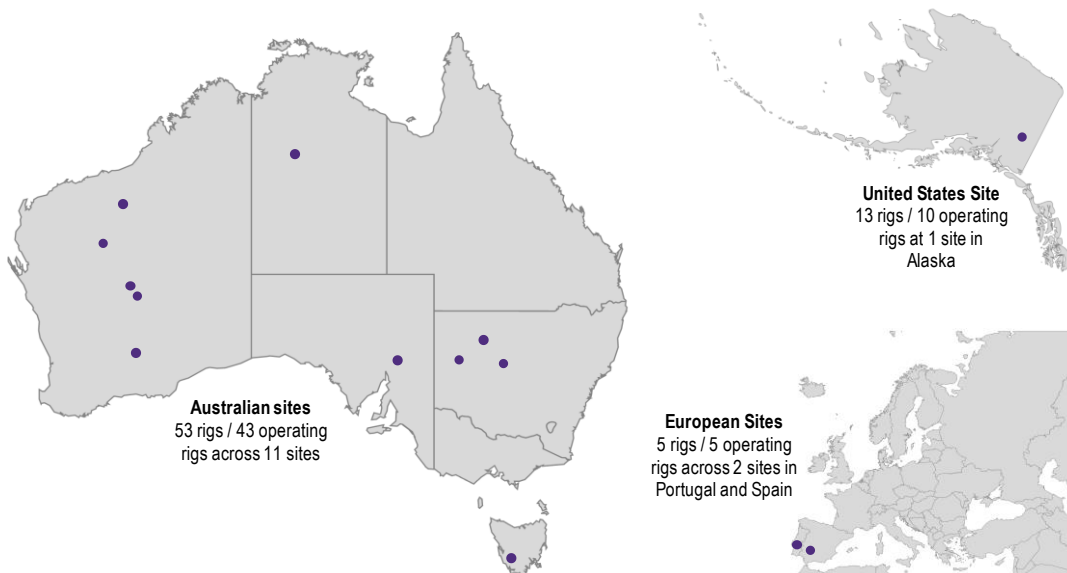 United States Site
13 rigs / 10 operating
rigs at 1 site in
Alaska
Australian sites
53 rigs / 43 operating
rigs across 11 sites
European Sites
5 rigs / 5 operating
rigs across 2 sites in
Portugal and Spain